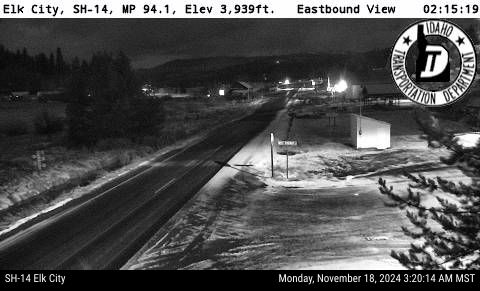 Elk City, SH-14, MP 94.1, Elev 3,939ft. Eastbound View 02:15:19
IDAHO
TRANSPORTATION DEPARTMENT
SH-14 Elk City
Monday, November 18, 2024 3:20:14 AM MST